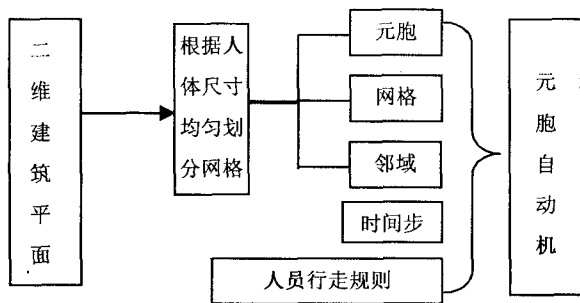 二维建筑平面
根据人
体尺寸
均匀划
分网格
元胞
网格
邻域
时间步
人员行走规则
元胞自动机